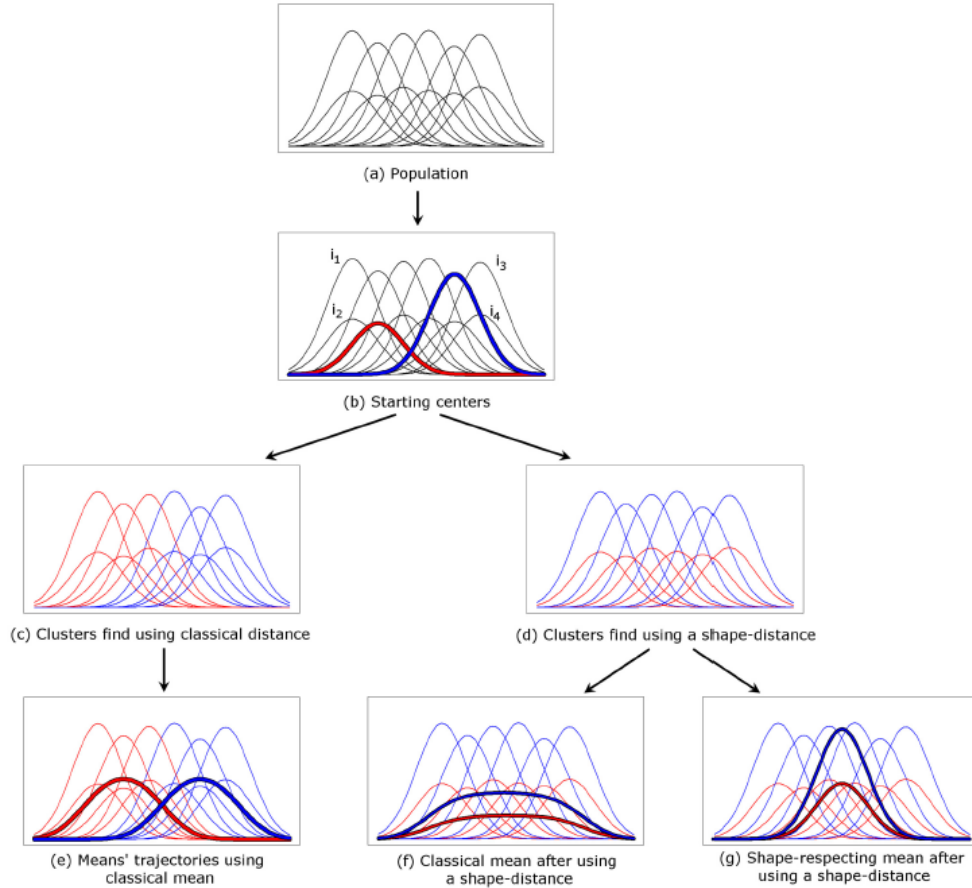 (a) Population
i1
i3
i2
i4
(b) Starting centers
(c) Clusters find using classical distance
(d) Clusters find using a shape-distance
(e) Means' trajectories using
classical mean
(f) Classical mean after using
a shape-distance
(g) Shape-respecting mean after
using a shape-distance